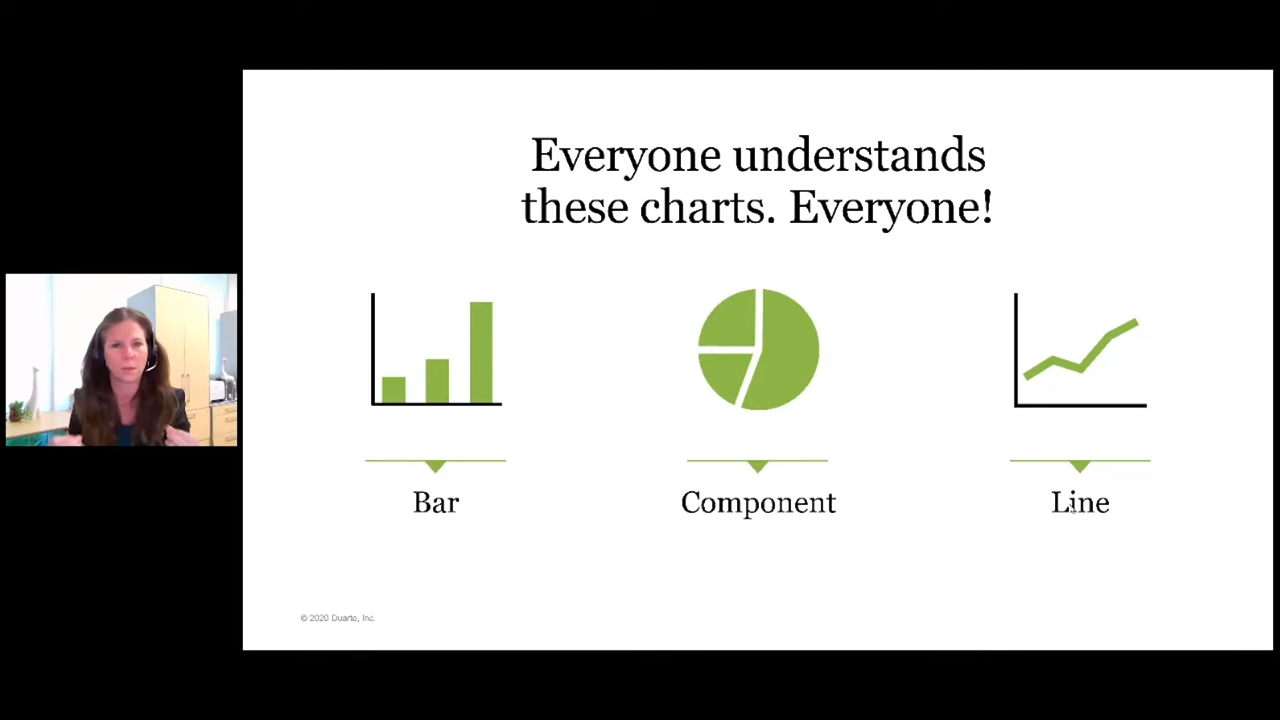 Everyone understands
these charts. Everyone!
Bar
Component
Line
© 2020 Duarte, Inc.